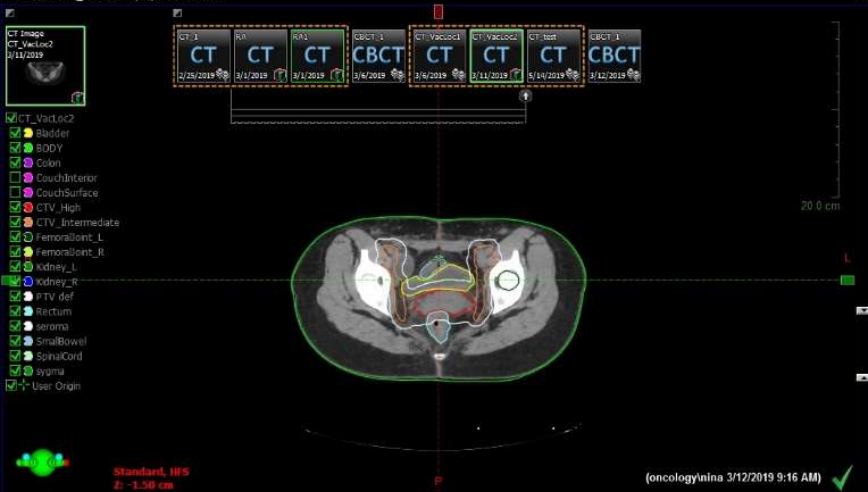 CT Image
CT_VacLoc2
3/11/2019
CT_1
CT
2/25/2019
RR
CT
3/1/2019
RA1
CT
3/1/2019
CBCT_1
CBCT
3/6/2019
CT_VacLoc1
CT
3/6/2019
CT_VacLoc2
CT
3/11/2019
CT_test
CT
5/14/2019
CBCT_1
CBCT
3/12/2019
CT_VacLoc2
Bladder
BODY
Colon
CouchInterior
CouchSurface
CTV_High
CTV_Intermediate
FemoralJoint_L
FemoralJoint_R
Kidney_L
Kidney_R
PTV def
Rectum
seroma
SmalBowel
SpinalCord
sygma
User Origin
20.0 cm
L
P
Standard, HFS
Z: -1.50 cm
(oncology\nina 3/12/2019 9:16 AM)